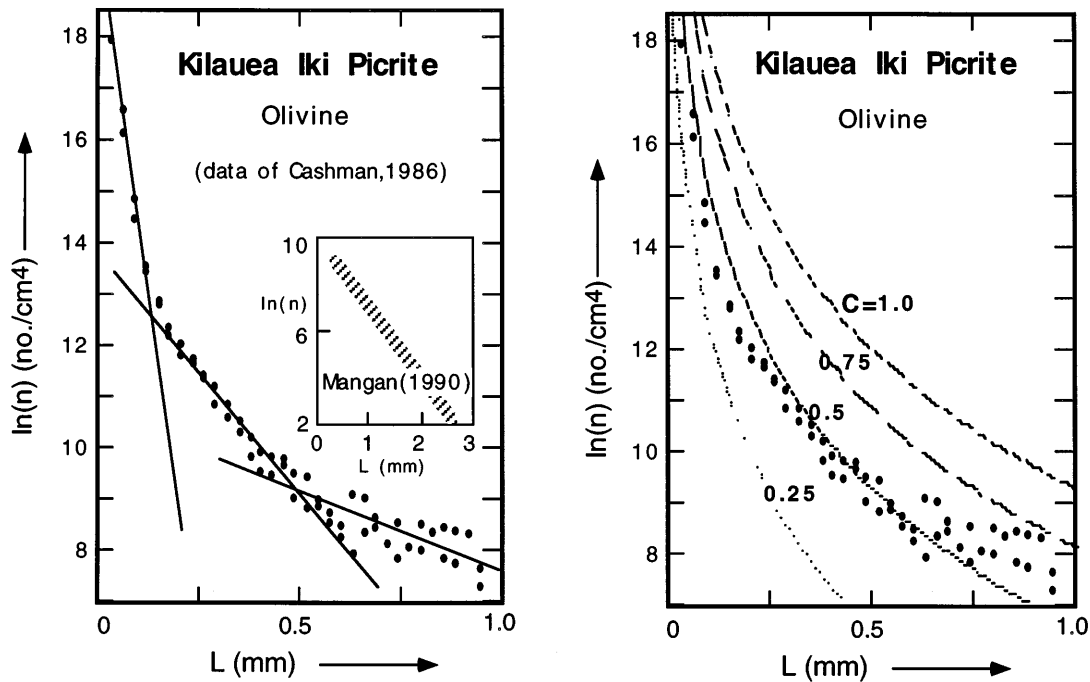 Kilauea Iki Picrite
Olivine
(data of Cashman,1986)
18
16
14
12
10
8
ln(n) (no./cm4)
10
ln(n)
6
2
Mangan(1990)
0
1
2
3
L (mm)
0
0.5
1.0
L (mm)
Kilauea Iki Picrite
Olivine
18
16
14
12
10
8
ln(n) (no./cm4)
C=1.0
0.75
0.5
0.25
0
0.5
1.0
L (mm)